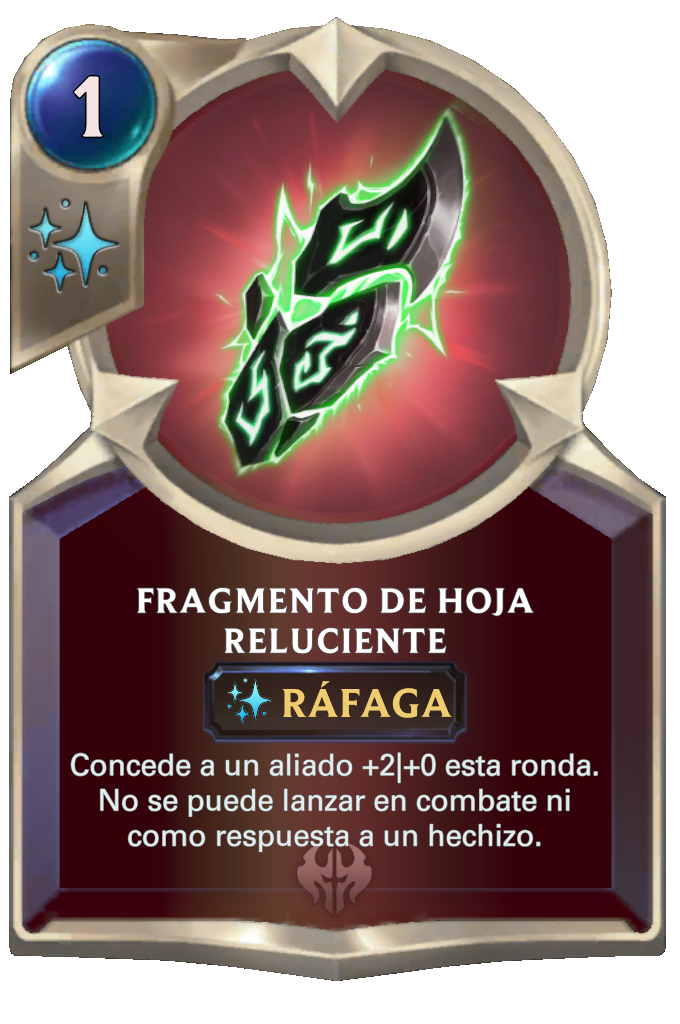 1
FRAGMENTO DE HOJA
RELUCIENTE
RÁFAGA
Concede a un aliado +2|+0 esta ronda.
No se puede lanzar en combate ni
como respuesta a un hechizo.